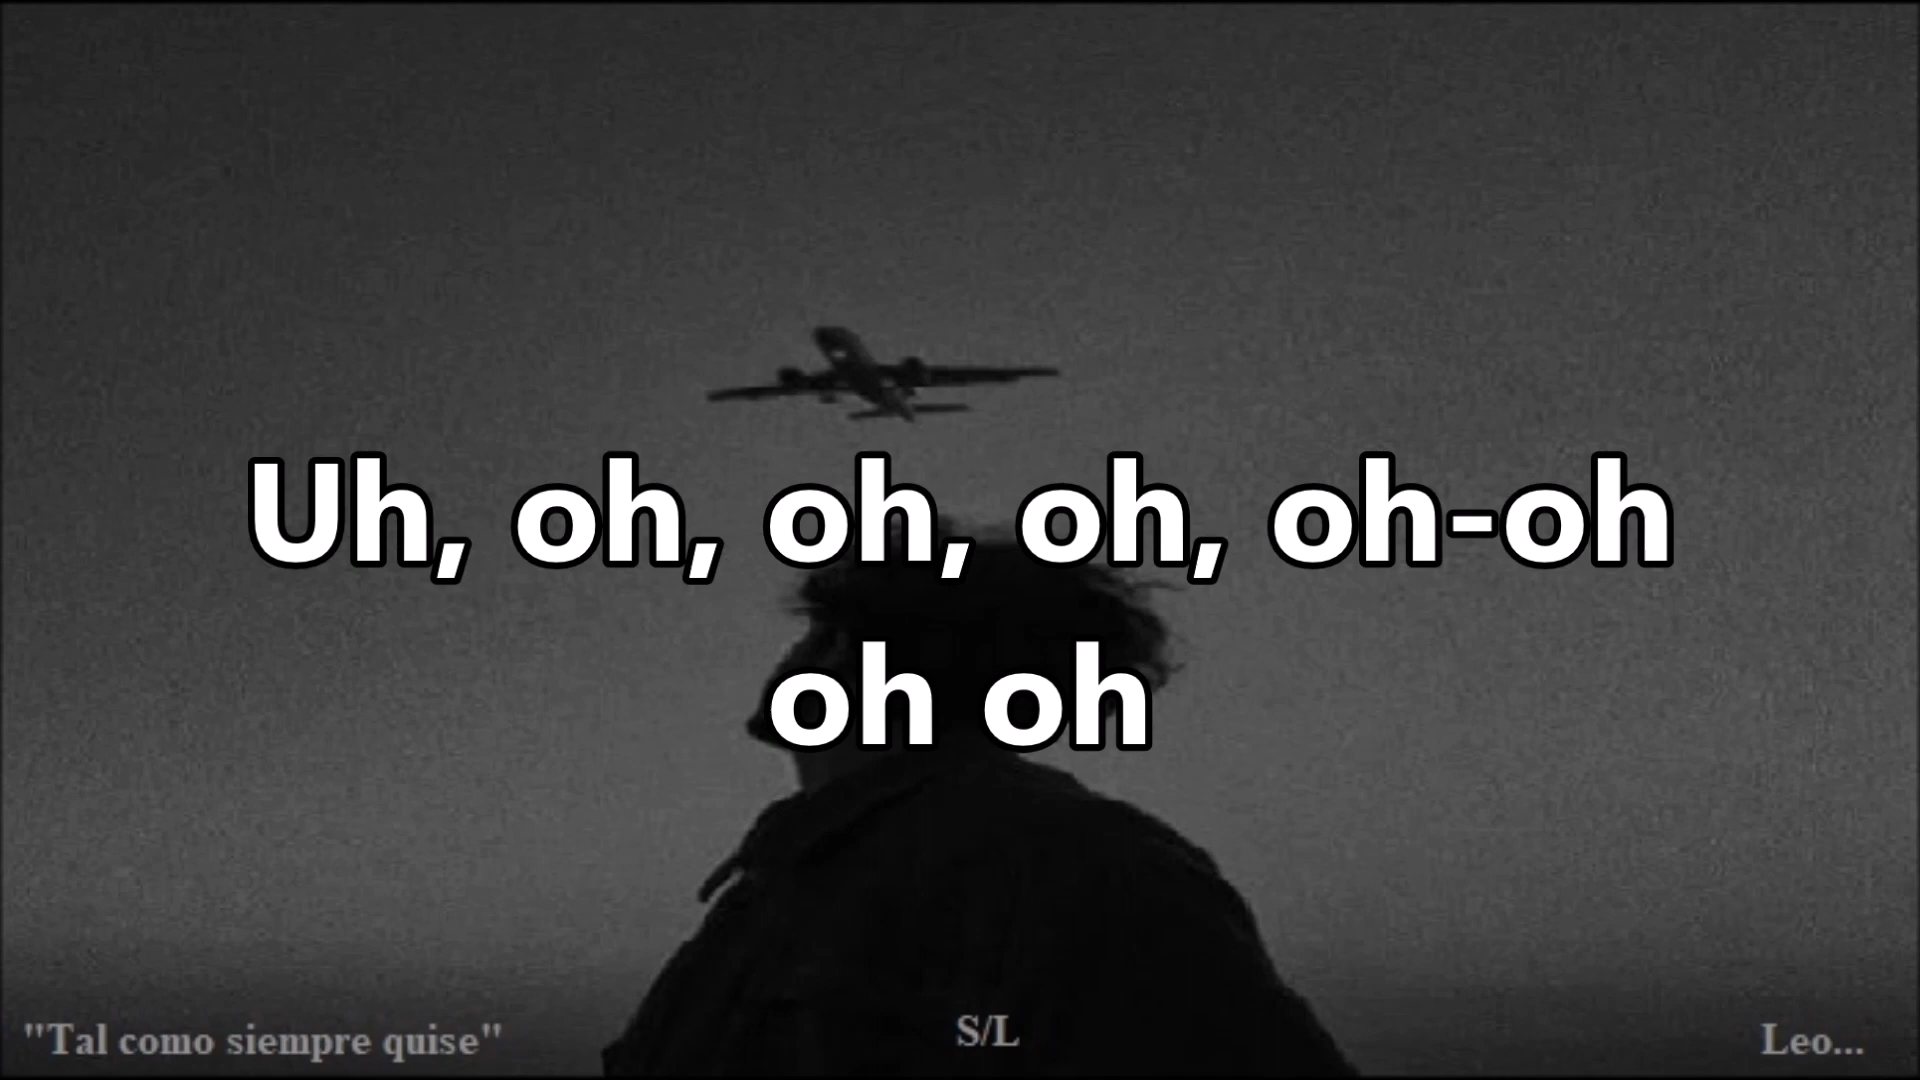 Uh, oh, oh, oh, oh-oh
oh oh
"Tal como siempre quise"
S/L
Leo...